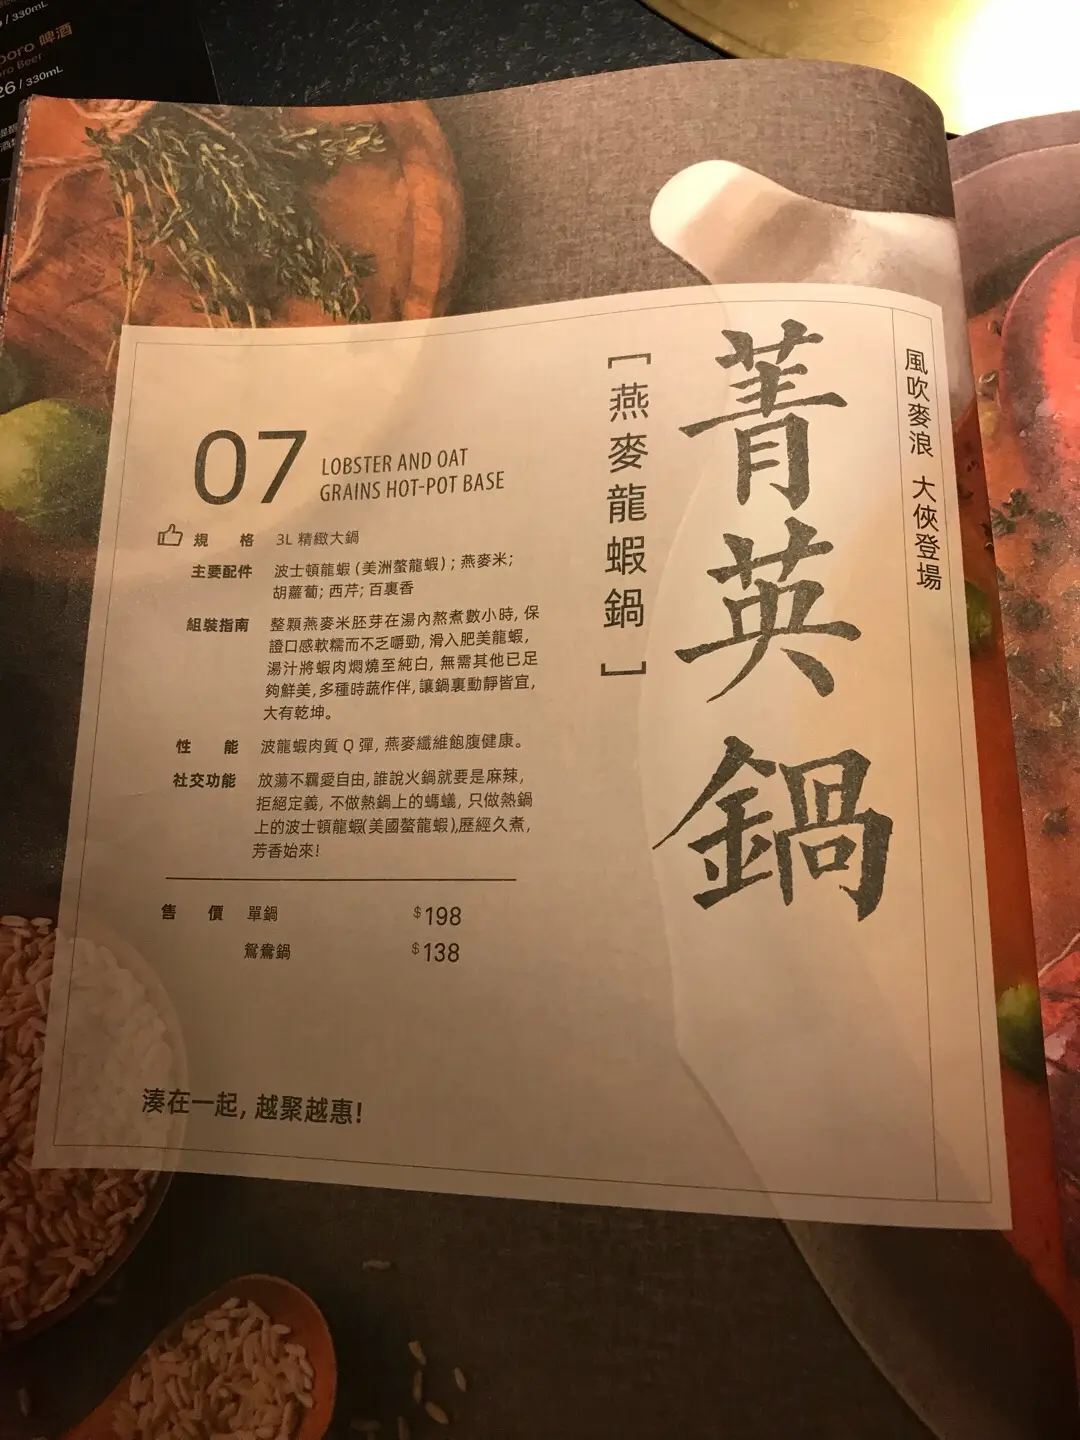 / 330mL
啤酒
Beer
26 / 330mL
風吹麥浪 大俠登場
菁英鍋
[燕麥龍蝦鍋]
07
LOBSTER AND OAT
GRAINS HOT-POT BASE
規 格 3L 精緻大鍋
主要配件 波士頓龍蝦 (美洲螯龍蝦) ; 燕麥米;
胡蘿蔔; 西芹; 百裏香
組裝指南 整顆燕麥米胚芽在湯內熬煮數小時, 保
證口感軟糯而不乏嚼勁, 滑入肥美龍蝦,
湯汁將蝦肉燜燒至純白, 無需其他已足
夠鮮美, 多種時蔬作伴, 讓鍋裏動靜皆宜,
大有乾坤。
性 能 波龍蝦肉質 Q 彈, 燕麥纖維飽腹健康。
社交功能 放蕩不羈愛自由, 誰說火鍋就要是麻辣,
拒絕定義, 不做熱鍋上的螞蟻, 只做熱鍋
上的波士頓龍蝦(美國螯龍蝦),歷經久煮,
芳香始來!
售 價 單鍋 $198
鴛鴦鍋 $138
湊在一起, 越聚越惠!